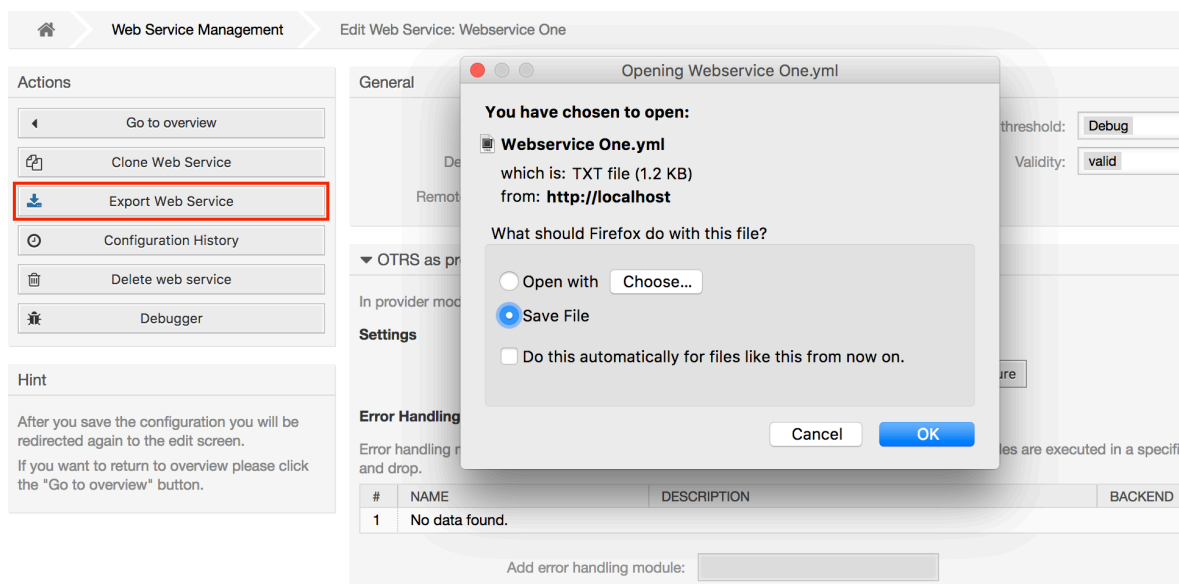 Web Service Management
Edit Web Service: Webservice One
Actions
Go to overview
Clone Web Service
Export Web Service
Configuration History
Delete web service
Debugger
Hint
After you save the configuration you will be
redirected again to the edit screen.
If you want to return to overview please click
the "Go to overview" button.
General
threshold:
Debug
Validity:
valid
OTRS as
In provider
Settings
Error Handling
Error handling
les are executed in a
and drop.
# NAME DESCRIPTION BACKEND
1 No data found.
Add error handling module:
Opening Webservice One.yml
You have chosen to open:
Webservice One.yml
which is: TXT file (1.2 KB)
from: http://localhost
What should Firefox do with this file?
Open with Choose...
Save File
Do this automatically for files like this from now on.
Cancel OK